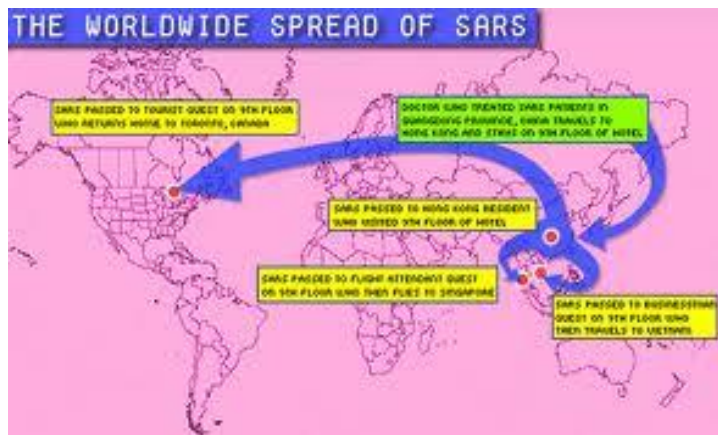 THE WORLDWIDE SPREAD OF SARS
SARS PASSED TO TOURIST GUEST ON 9TH FLOOR
WHO RETURNS HOME TO TORONTO, CANADA
DOCTOR WHO TREATED SARS PATIENTS IN
GUANGDONG PROVINCE, CHINA TRAVELS TO
HONG KONG AND STAYS ON 9TH FLOOR OF HOTEL
SARS PASSED TO HONG KONG RESIDENT
WHO VISITED 9TH FLOOR OF HOTEL
SARS PASSED TO FLIGHT ATTENDANT GUEST
ON 9TH FLOOR WHO THEN FLIES TO SINGAPORE
SARS PASSED TO BUSINESSMAN
GUEST ON 9TH FLOOR WHO
THEN TRAVELS TO VIETNAM